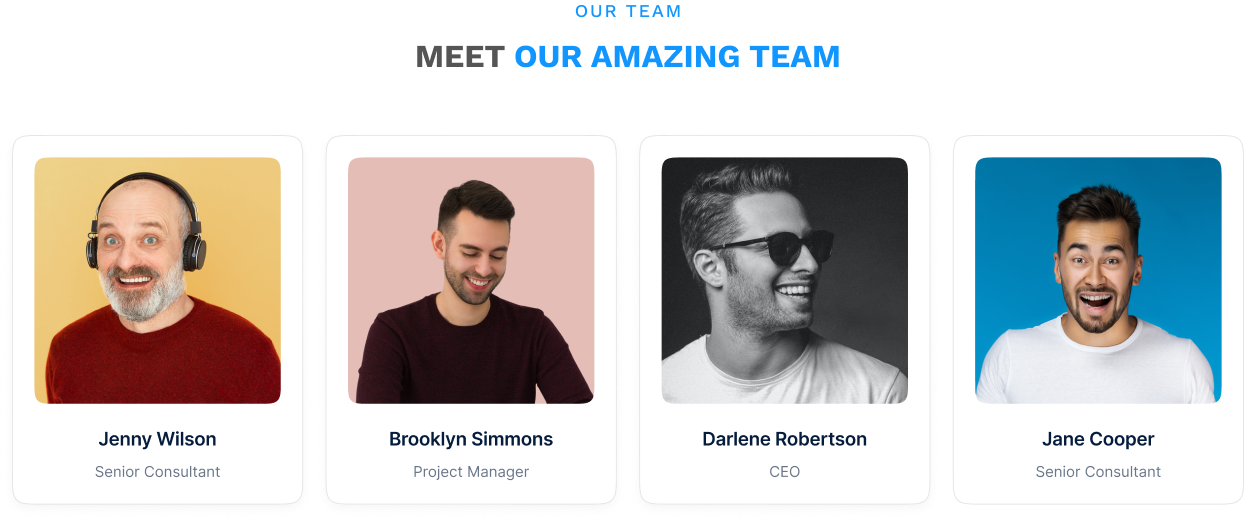 OUR TEAM
MEET OUR AMAZING TEAM
Jenny Wilson
Senior Consultant
Brooklyn Simmons
Project Manager
Darlene Robertson
CEO
Jane Cooper
Senior Consultant